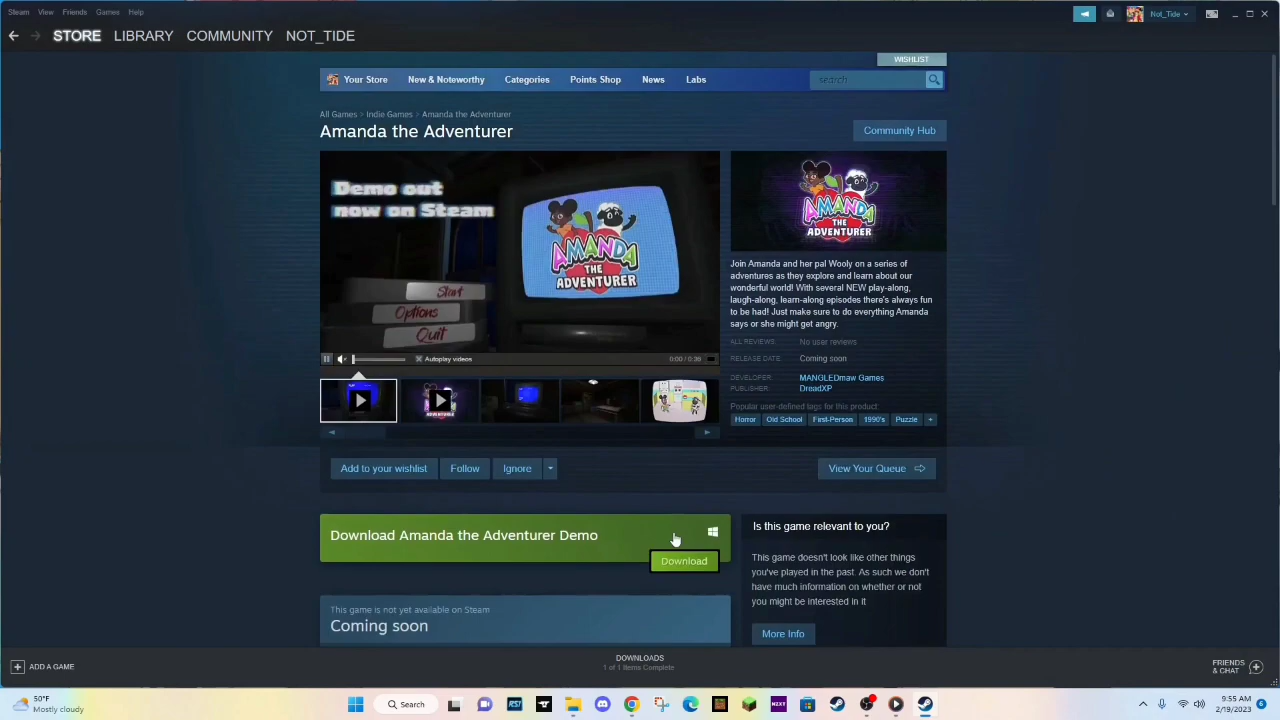 Steam View Friends Games Help
Not_Tide
STORE LIBRARY COMMUNITY NOT_TIDE
WISHLIST
Your Store New & Noteworthy Categories Points Shop News Labs
search
All Games > Indie Games > Amanda the Adventurer
Amanda the Adventurer
Community Hub
Demo out
now on Steam
AMANDA
THE
ADVENTURER
Start
Options
Quit
Autoplay videos
0:00 / 0:39
AMANDA
THE
ADVENTURER
Join Amanda and her pal Wooly on a series of
adventures as they explore and learn about our
wonderful world! With several NEW play-along,
laugh-along, learn-along episodes there's always fun
to be had! Just make sure to do everything Amanda
says or she might get angry.
ALL REVIEWS: No user reviews
RELEASE DATE: Coming soon
DEVELOPER: MANGLEDmaw Games
PUBLISHER: DreadXP
Popular user-defined tags for this product:
Horror Old School First-Person 1990's Puzzle +
Add to your wishlist Follow Ignore
View Your Queue
Download Amanda the Adventurer Demo
Download
This game is not yet available on Steam
Coming soon
Is this game relevant to you?
This game doesn't look like other things
you've played in the past. As such we don't
have much information on whether or not
you might be interested in it
More Info
ADD A GAME
DOWNLOADS
1 of 1 Items Complete
FRIENDS
& CHAT
50°F
Mostly cloudy
Search
RSI
NZXT
9:55 AM
2/19/2023